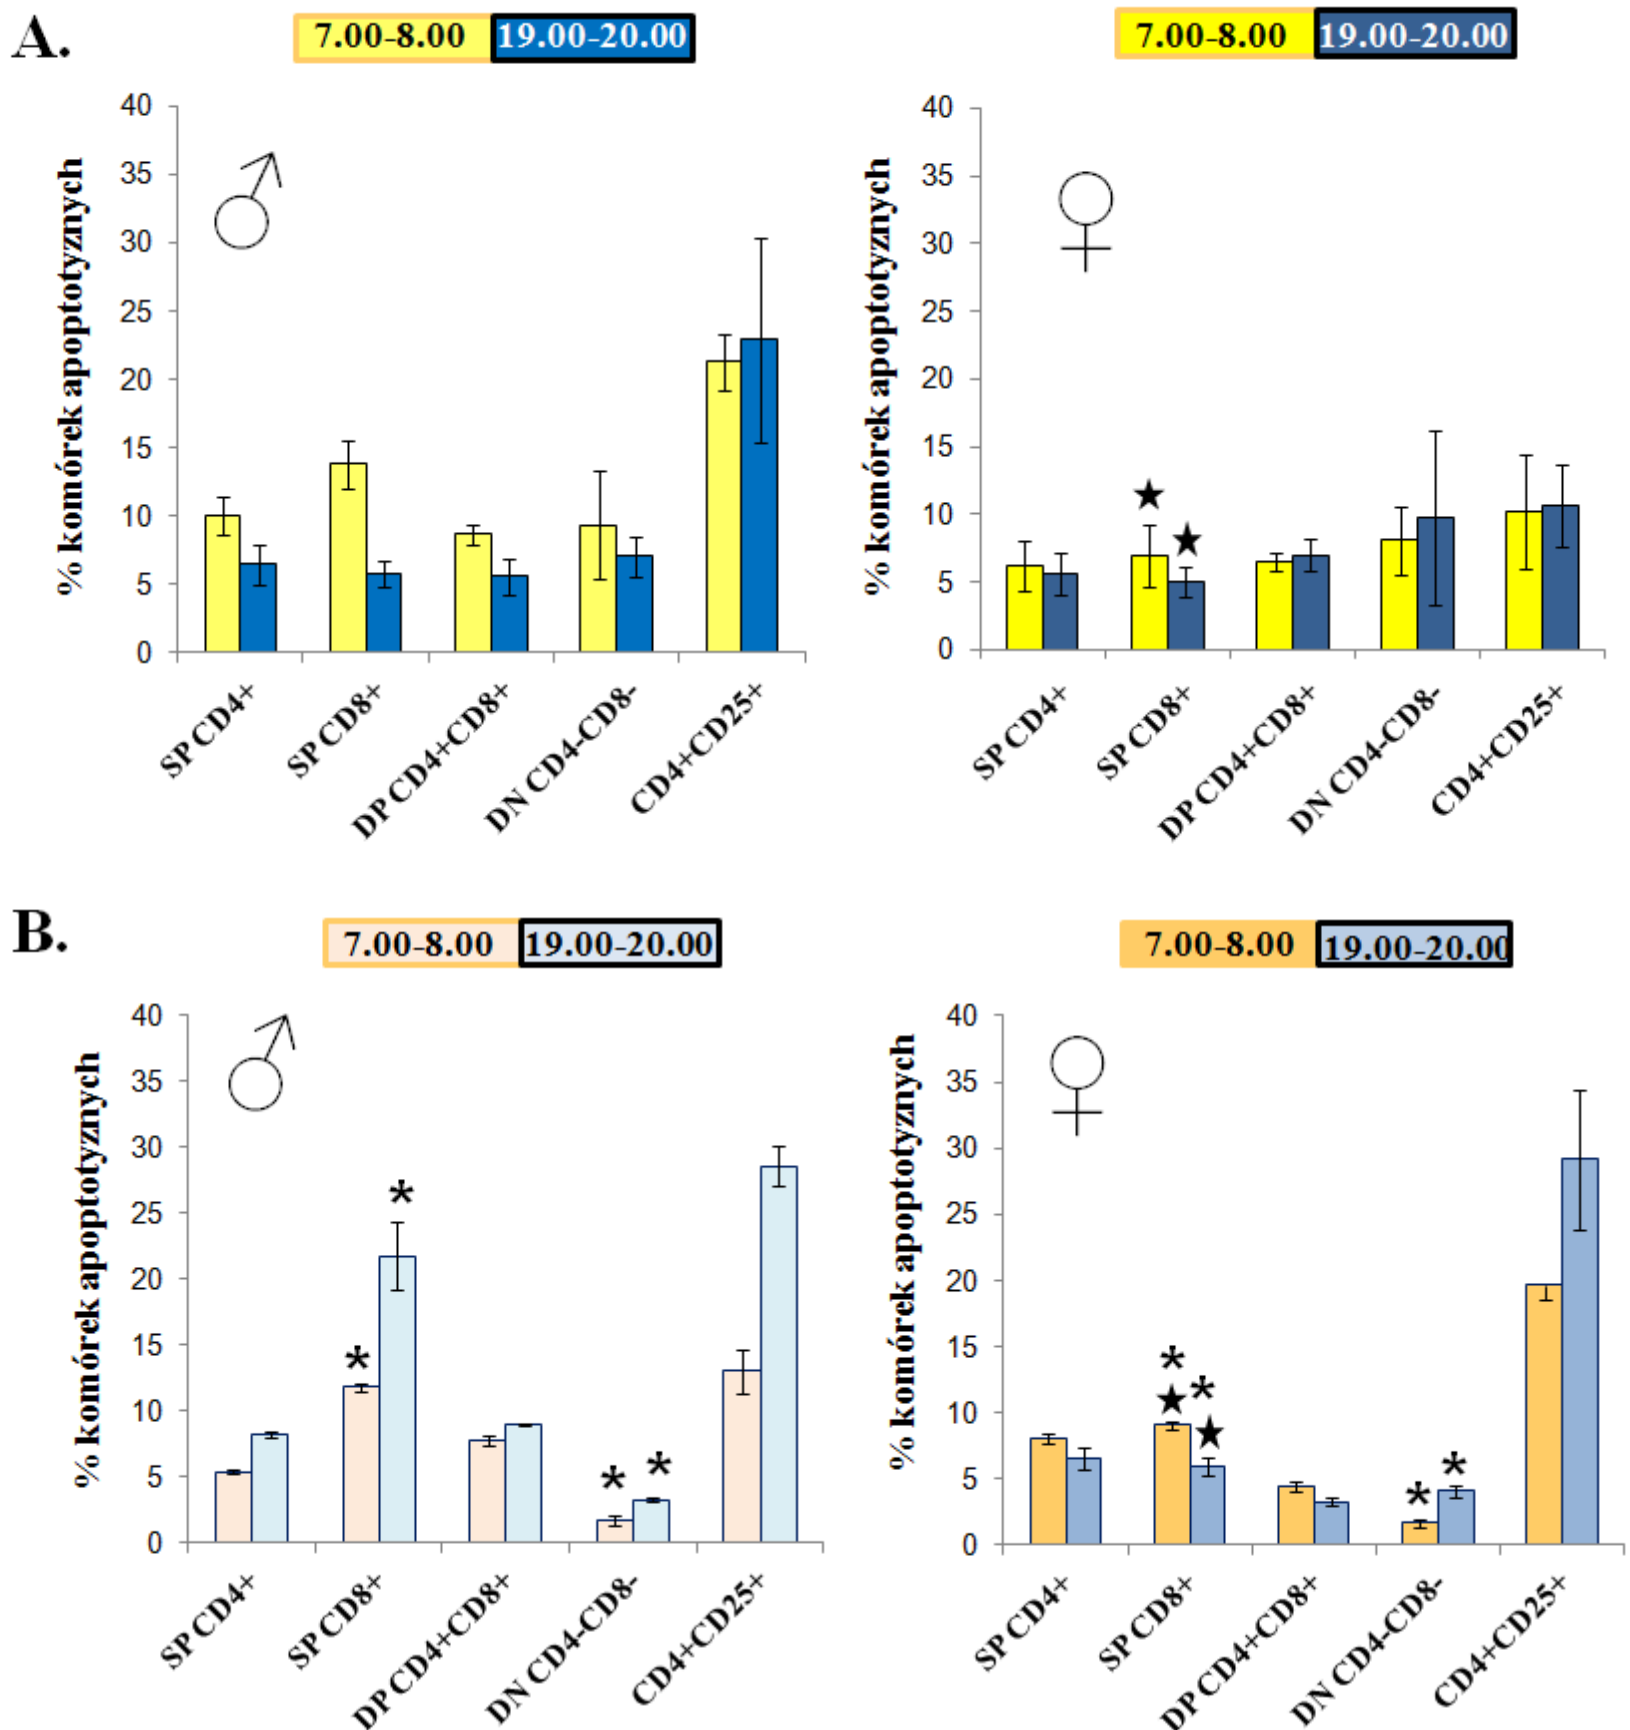 A.
7.00-8.00 19.00-20.00
% komórek apoptotyznych
40
35
30
25
20
15
10
5
0
SP CD4+
SP CD8+
DP CD4+CD8+
DN CD4-CD8-
CD4+CD25+
7.00-8.00 19.00-20.00
% komórek apoptotyznych
40
35
30
25
20
15
10
5
0
SP CD4+
SP CD8+
DP CD4+CD8+
DN CD4-CD8-
CD4+CD25+
B.
7.00-8.00 19.00-20.00
% komórek apoptotyznych
40
35
30
25
20
15
10
5
0
* * * *
SP CD4+
SP CD8+
DP CD4+CD8+
DN CD4-CD8-
CD4+CD25+
7.00-8.00 19.00-20.00
% komórek apoptotyznych
40
35
30
25
20
15
10
5
0
* * * *
SP CD4+
SP CD8+
DP CD4+CD8+
DN CD4-CD8-
CD4+CD25+